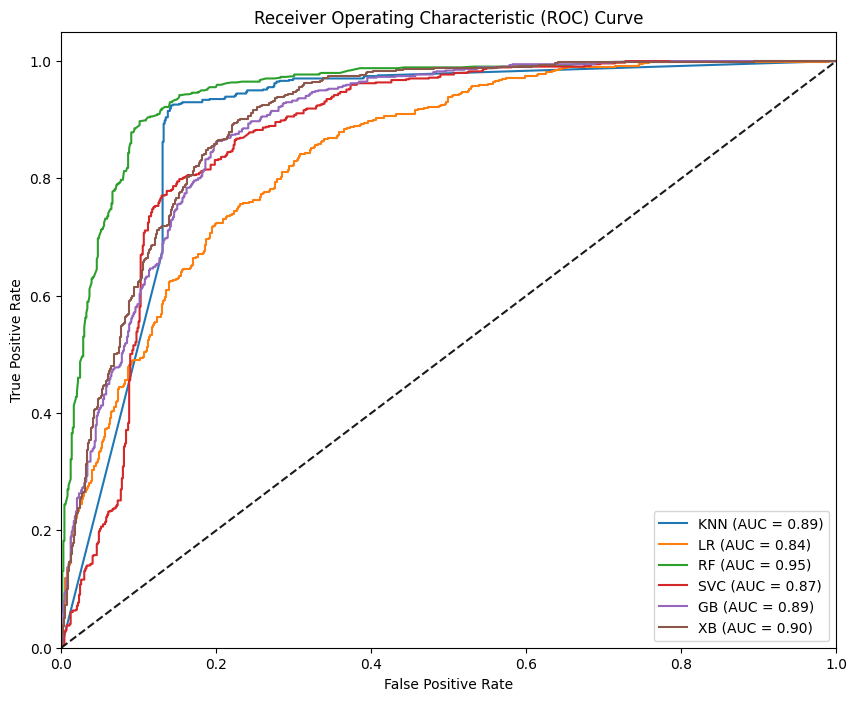 Receiver Operating Characteristic (ROC) Curve
1.0
0.8
0.6
0.4
0.2
0.0
True Positive Rate
KNN (AUC = 0.89)
LR (AUC = 0.84)
RF (AUC = 0.95)
SVC (AUC = 0.87)
GB (AUC = 0.89)
XB (AUC = 0.90)
0.0 0.2 0.4 0.6 0.8 1.0
False Positive Rate